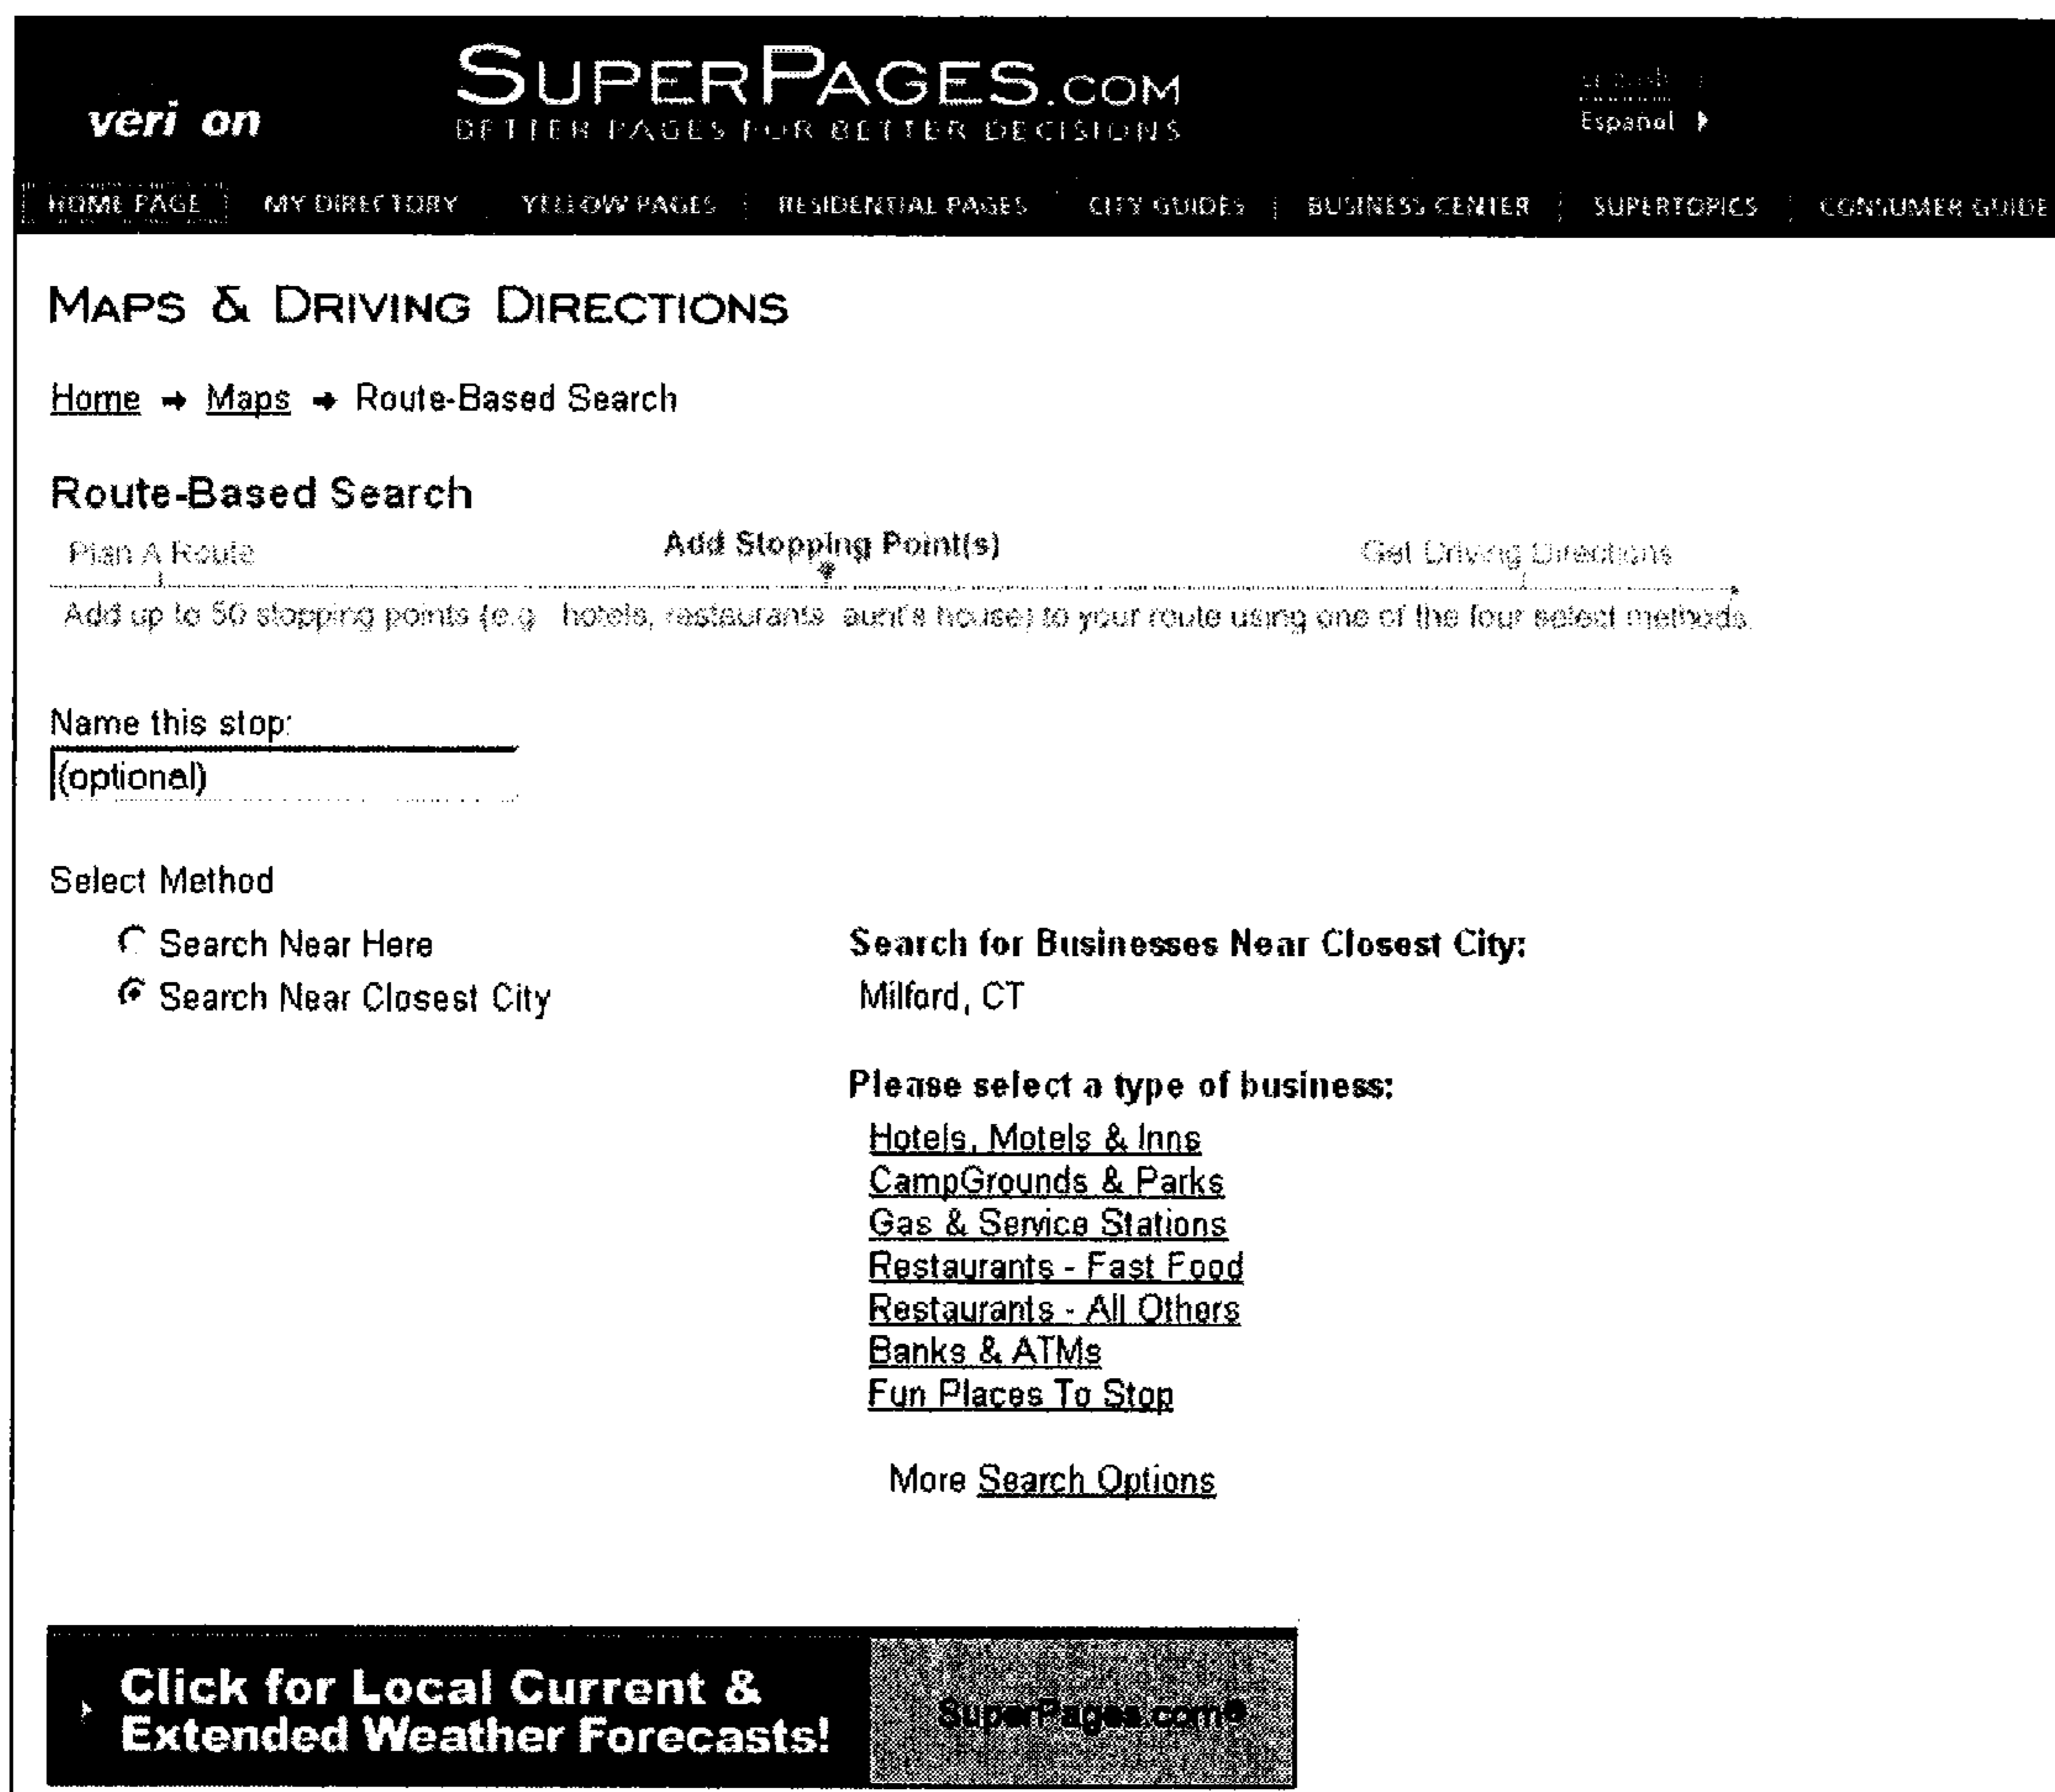 veri on
SUPERPAGES.COM
BETTER PAGES FOR BETTER DECISIONS
Español
HOME PAGE MY DIRECTORY YELLOW PAGES RESIDENTIAL PAGES CITY GUIDES BUSINESS CENTER SUPERTOPICS CONSUMER GUIDE
MAPS & DRIVING DIRECTIONS
Home → Maps → Route-Based Search
Route-Based Search
Plan A Route Add Stopping Point(s) Get Driving Directions
Add up to 50 stopping points (e.g. hotels, restaurants aunt's house) to your route using one of the four select methods.
Name this stop:
(optional)
Select Method
Search Near Here
Search Near Closest City
Search for Businesses Near Closest City:
Milford, CT
Please select a type of business:
Hotels, Motels & Inns
CampGrounds & Parks
Gas & Service Stations
Restaurants - Fast Food
Restaurants - All Others
Banks & ATMs
Fun Places To Stop
More Search Options
Click for Local Current &
Extended Weather Forecasts!
SuperPages.com®